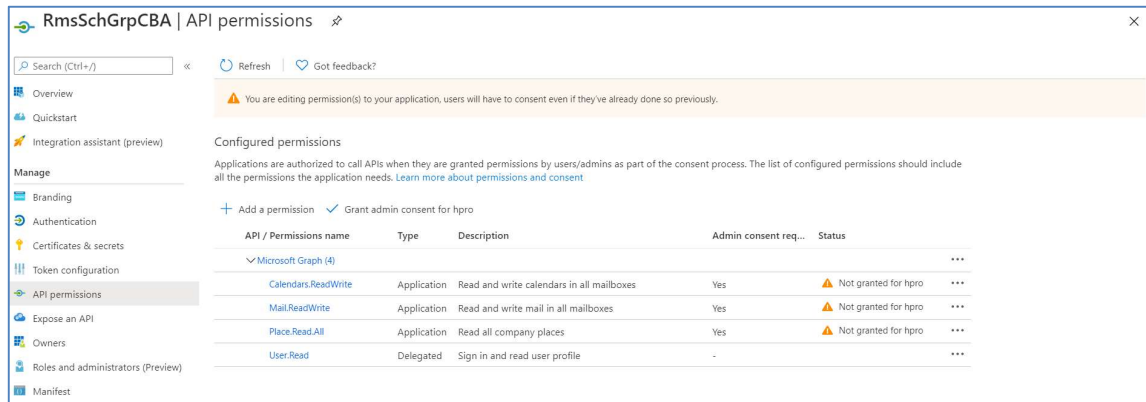 RmsSchGrpCBA | API permissions
Search (Ctrl+/)
«
Refresh
Got feedback?
Overview
Quickstart
Integration assistant (preview)
Manage
Branding
Authentication
Certificates & secrets
Token configuration
API permissions
Expose an API
Owners
Roles and administrators (Preview)
Manifest
You are editing permission(s) to your application, users will have to consent even if they've already done so previously.
Configured permissions
Applications are authorized to call APIs when they are granted permissions by users/admins as part of the consent process. The list of configured permissions should include
all the permissions the application needs. Learn more about permissions and consent
Add a permission Grant admin consent for hpro
API / Permissions name Type Description Admin consent req... Status
Microsoft Graph (4) ...
Calendars.ReadWrite Application Read and write calendars in all mailboxes Yes Not granted for hpro ...
Mail.ReadWrite Application Read and write mail in all mailboxes Yes Not granted for hpro ...
Place.Read.All Application Read all company places Yes Not granted for hpro ...
User.Read Delegated Sign in and read user profile - ...